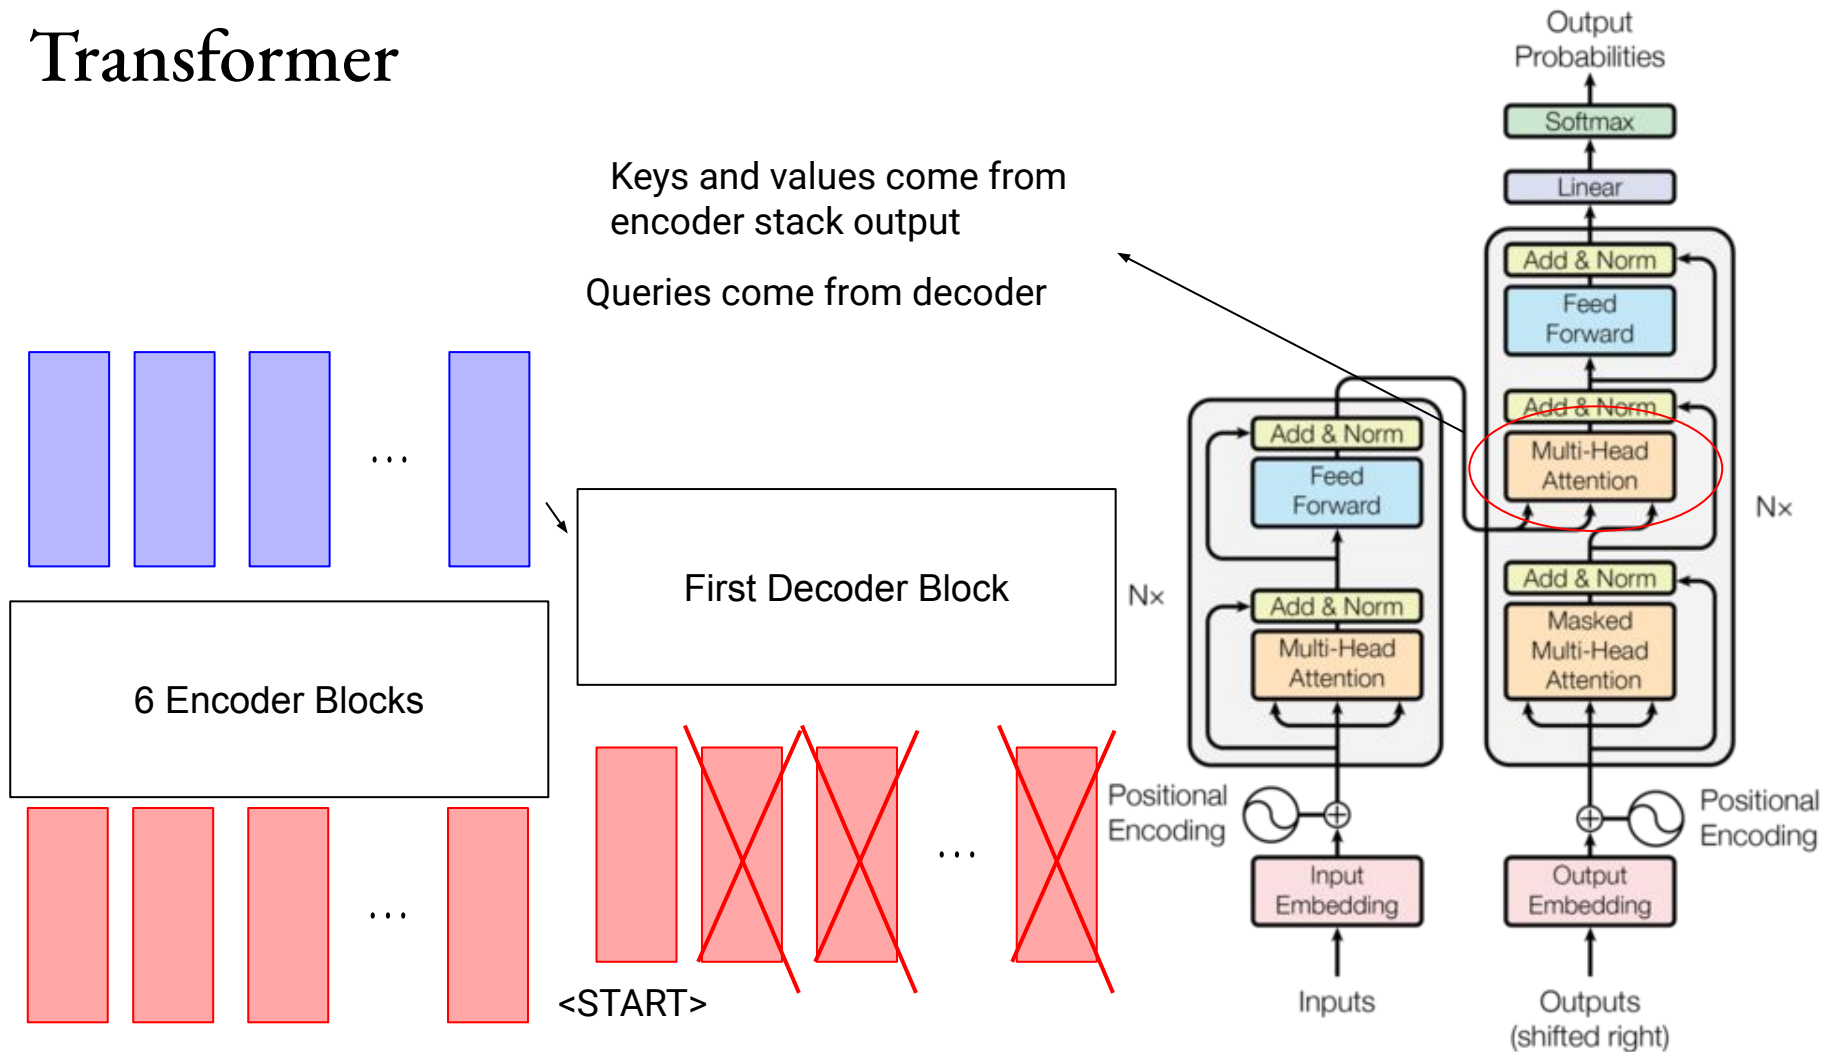 Transformer
Keys and values come from
encoder stack output
Queries come from decoder
...
6 Encoder Blocks
...
First Decoder Block
...
<START>
Output
Probabilities
Softmax
Linear
Add & Norm
Feed
Forward
Add & Norm
Multi-Head
Attention
Nx
Add & Norm
Masked
Multi-Head
Attention
Positional
Encoding
Output
Embedding
Outputs
(shifted right)
Add & Norm
Feed
Forward
Nx
Add & Norm
Multi-Head
Attention
Positional
Encoding
Input
Embedding
Inputs